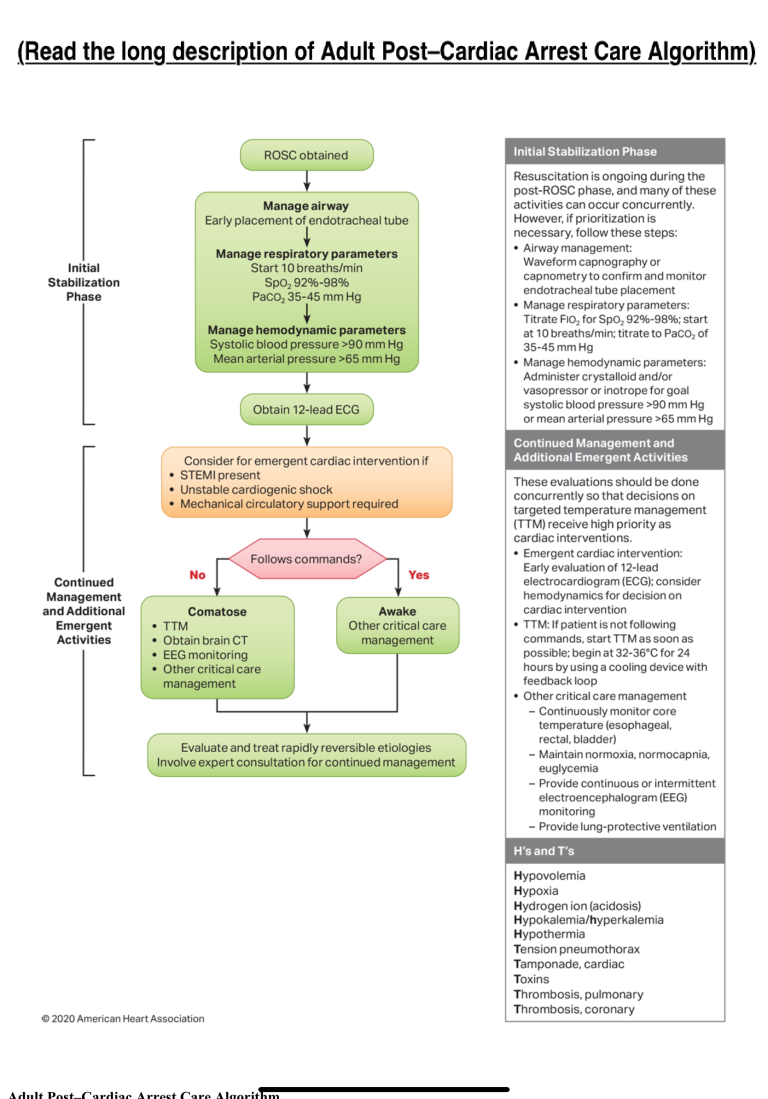 (Read the long description of Adult Post–Cardiac Arrest Care Algorithm)
Initial
Stabilization
Phase
ROSC obtained
Manage airway
Early placement of endotracheal tube
Manage respiratory parameters
Start 10 breaths/min
SpO₂ 92%-98%
PaCO₂ 35-45 mm Hg
Manage hemodynamic parameters
Systolic blood pressure >90 mm Hg
Mean arterial pressure >65 mm Hg
Obtain 12-lead ECG
Continued
Management
and Additional
Emergent
Activities
Consider for emergent cardiac intervention if
• STEMI present
• Unstable cardiogenic shock
• Mechanical circulatory support required
Follows commands?
No
Yes
Comatose
• TTM
• Obtain brain CT
• EEG monitoring
• Other critical care
management
Awake
Other critical care
management
Evaluate and treat rapidly reversible etiologies
Involve expert consultation for continued management
Initial Stabilization Phase
Resuscitation is ongoing during the
post-ROSC phase, and many of these
activities can occur concurrently.
However, if prioritization is
necessary, follow these steps:
• Airway management:
Waveform capnography or
capnometry to confirm and monitor
endotracheal tube placement
• Manage respiratory parameters:
Titrate FIO₂ for SpO₂ 92%-98%; start
at 10 breaths/min; titrate to PaCO₂ of
35-45 mm Hg
• Manage hemodynamic parameters:
Administer crystalloid and/or
vasopressor or inotrope for goal
systolic blood pressure >90 mm Hg
or mean arterial pressure >65 mm Hg
Continued Management and
Additional Emergent Activities
These evaluations should be done
concurrently so that decisions on
targeted temperature management
(TTM) receive high priority as
cardiac interventions.
• Emergent cardiac intervention:
Early evaluation of 12-lead
electrocardiogram (ECG); consider
hemodynamics for decision on
cardiac intervention
• TTM: If patient is not following
commands, start TTM as soon as
possible; begin at 32-36°C for 24
hours by using a cooling device with
feedback loop
• Other critical care management
– Continuously monitor core
temperature (esophageal,
rectal, bladder)
– Maintain normoxia, normocapnia,
euglycemia
– Provide continuous or intermittent
electroencephalogram (EEG)
monitoring
– Provide lung-protective ventilation
H's and T's
Hypovolemia
Hypoxia
Hydrogen ion (acidosis)
Hypokalemia/hyperkalemia
Hypothermia
Tension pneumothorax
Tamponade, cardiac
Toxins
Thrombosis, pulmonary
Thrombosis, coronary
© 2020 American Heart Association
Adult Post–Cardiac Arrest Care Algorithm